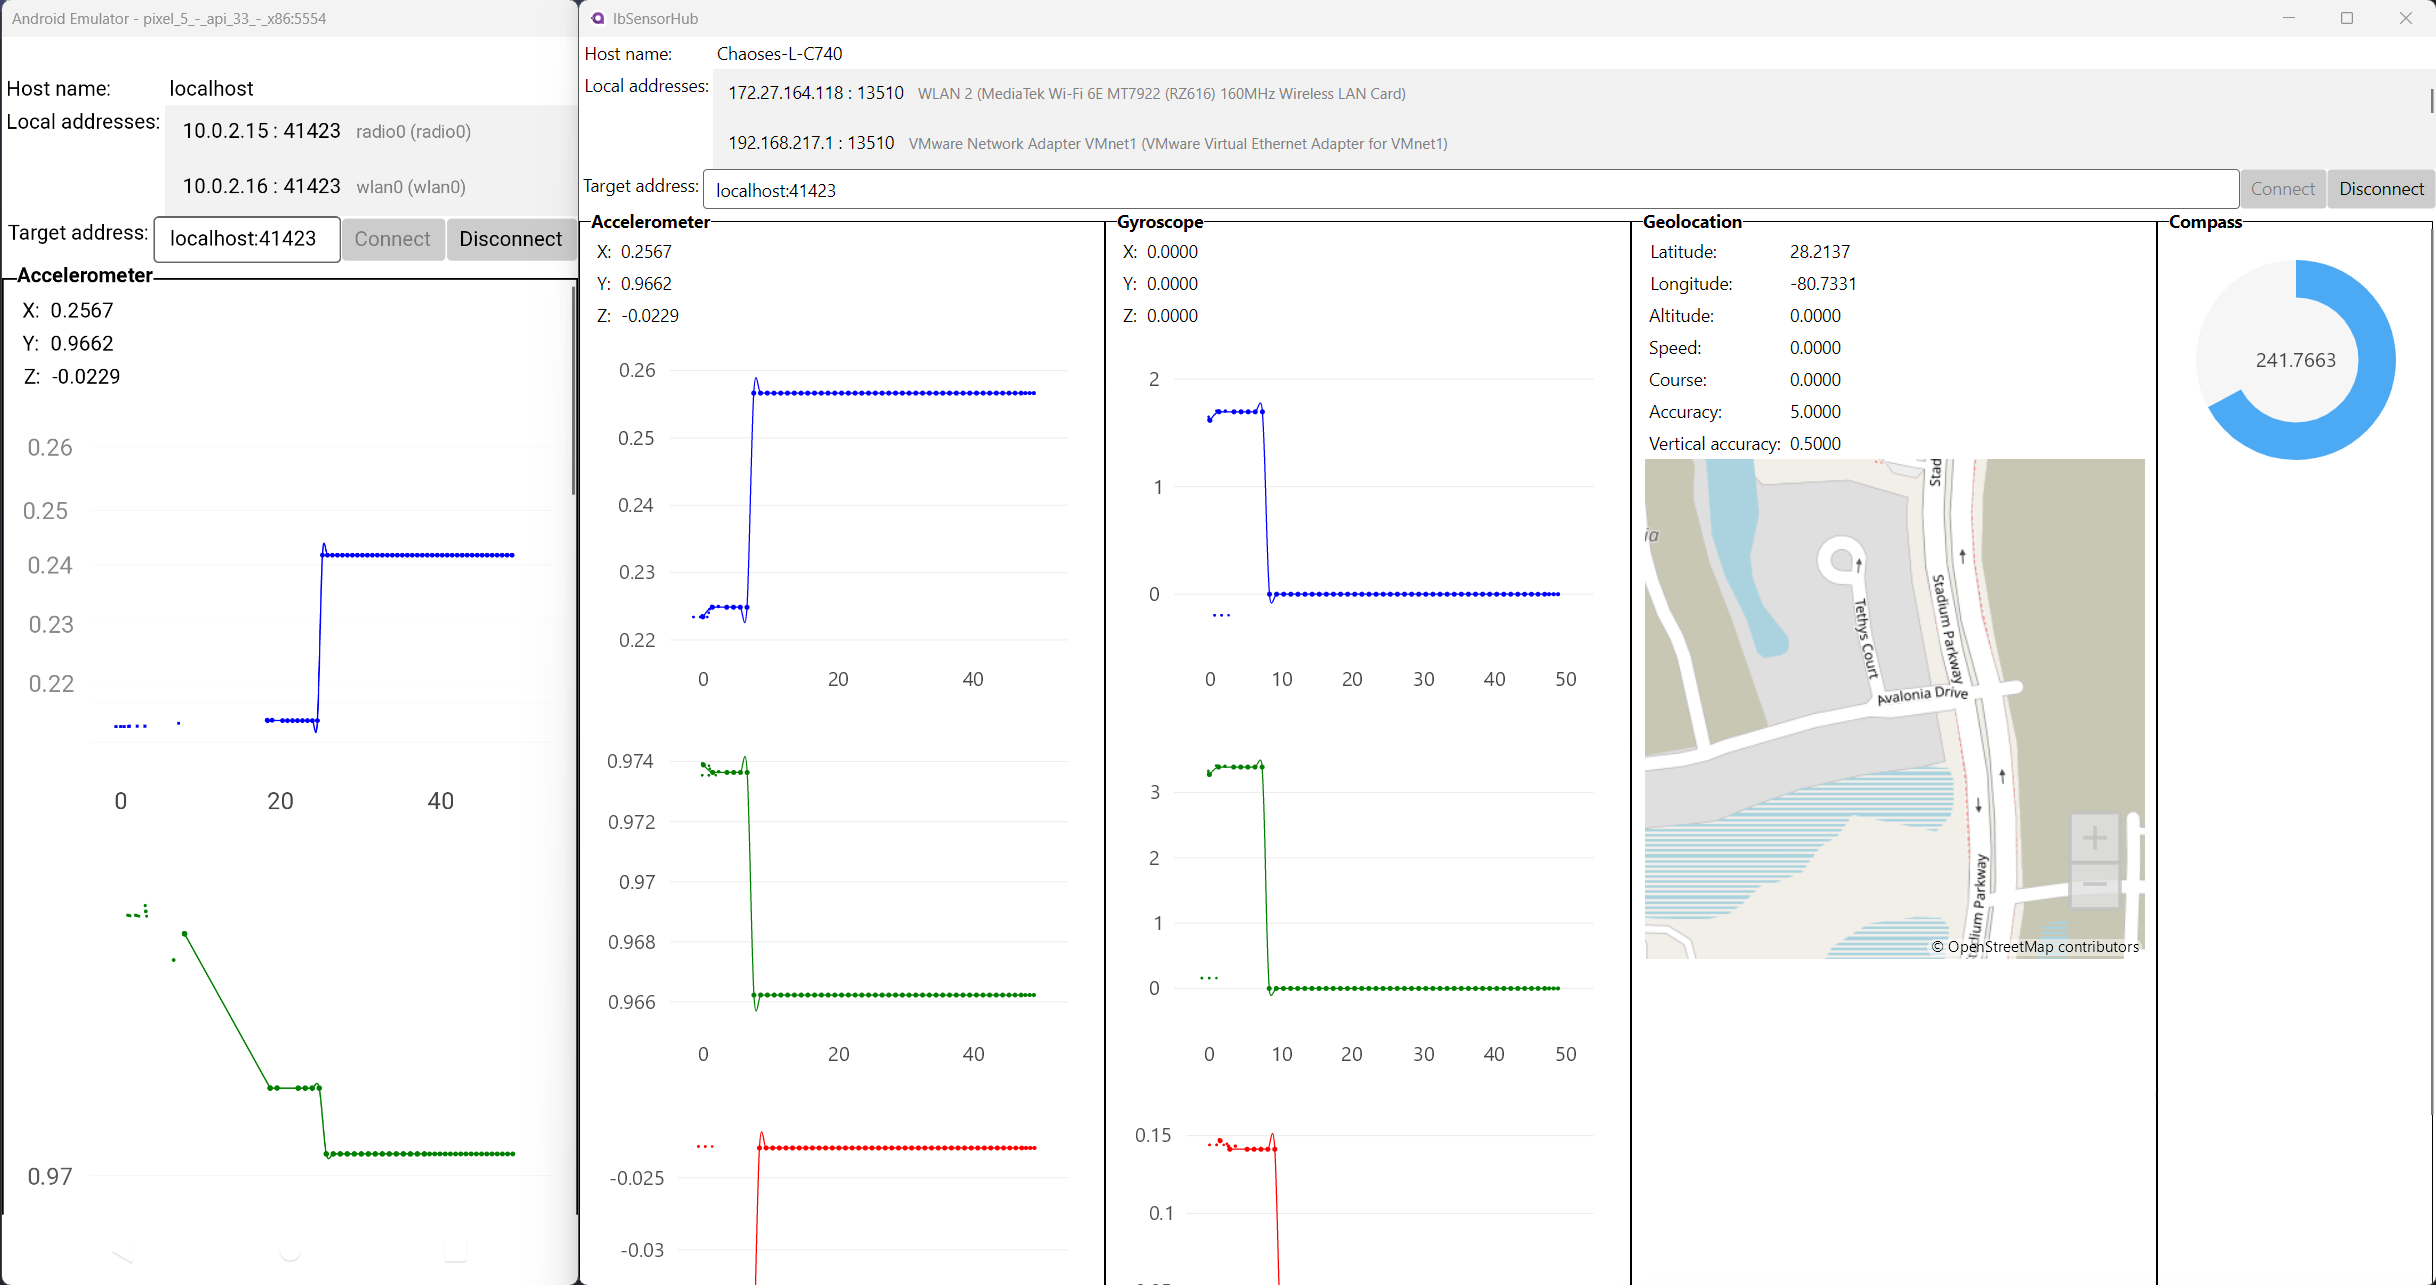 Android Emulator - pixel_5_-_api_33_-_x86:5554
Host name: localhost
Local addresses:
10.0.2.15 : 41423 radio0 (radio0)
10.0.2.16 : 41423 wlan0 (wlan0)
Target address: localhost:41423 Connect Disconnect
Accelerometer
X: 0.2567
Y: 0.9662
Z: -0.0229
0.26
0.25
0.24
0.23
0.22
0 20 40
0.97
IbSensorHub
Host name: Chaoses-L-C740
Local addresses:
172.27.164.118 : 13510 WLAN 2 (MediaTek Wi-Fi 6E MT7922 (RZ616) 160MHz Wireless LAN Card)
192.168.217.1 : 13510 VMware Network Adapter VMnet1 (VMware Virtual Ethernet Adapter for VMnet1)
Target address: localhost:41423 Connect Disconnect
Accelerometer
X: 0.2567
Y: 0.9662
Z: -0.0229
0.26
0.25
0.24
0.23
0.22
0 20 40
0.974
0.972
0.97
0.968
0.966
0 20 40
-0.025
-0.03
Gyroscope
X: 0.0000
Y: 0.0000
Z: 0.0000
2
1
0
0 10 20 30 40 50
3
2
1
0
0 10 20 30 40 50
0.15
0.1
Geolocation
Latitude: 28.2137
Longitude: -80.7331
Altitude: 0.0000
Speed: 0.0000
Course: 0.0000
Accuracy: 5.0000
Vertical accuracy: 0.5000
ia
Stadium Parkway
Tethys Court
Avalonia Drive
+
−
© OpenStreetMap contributors
Compass
241.7663